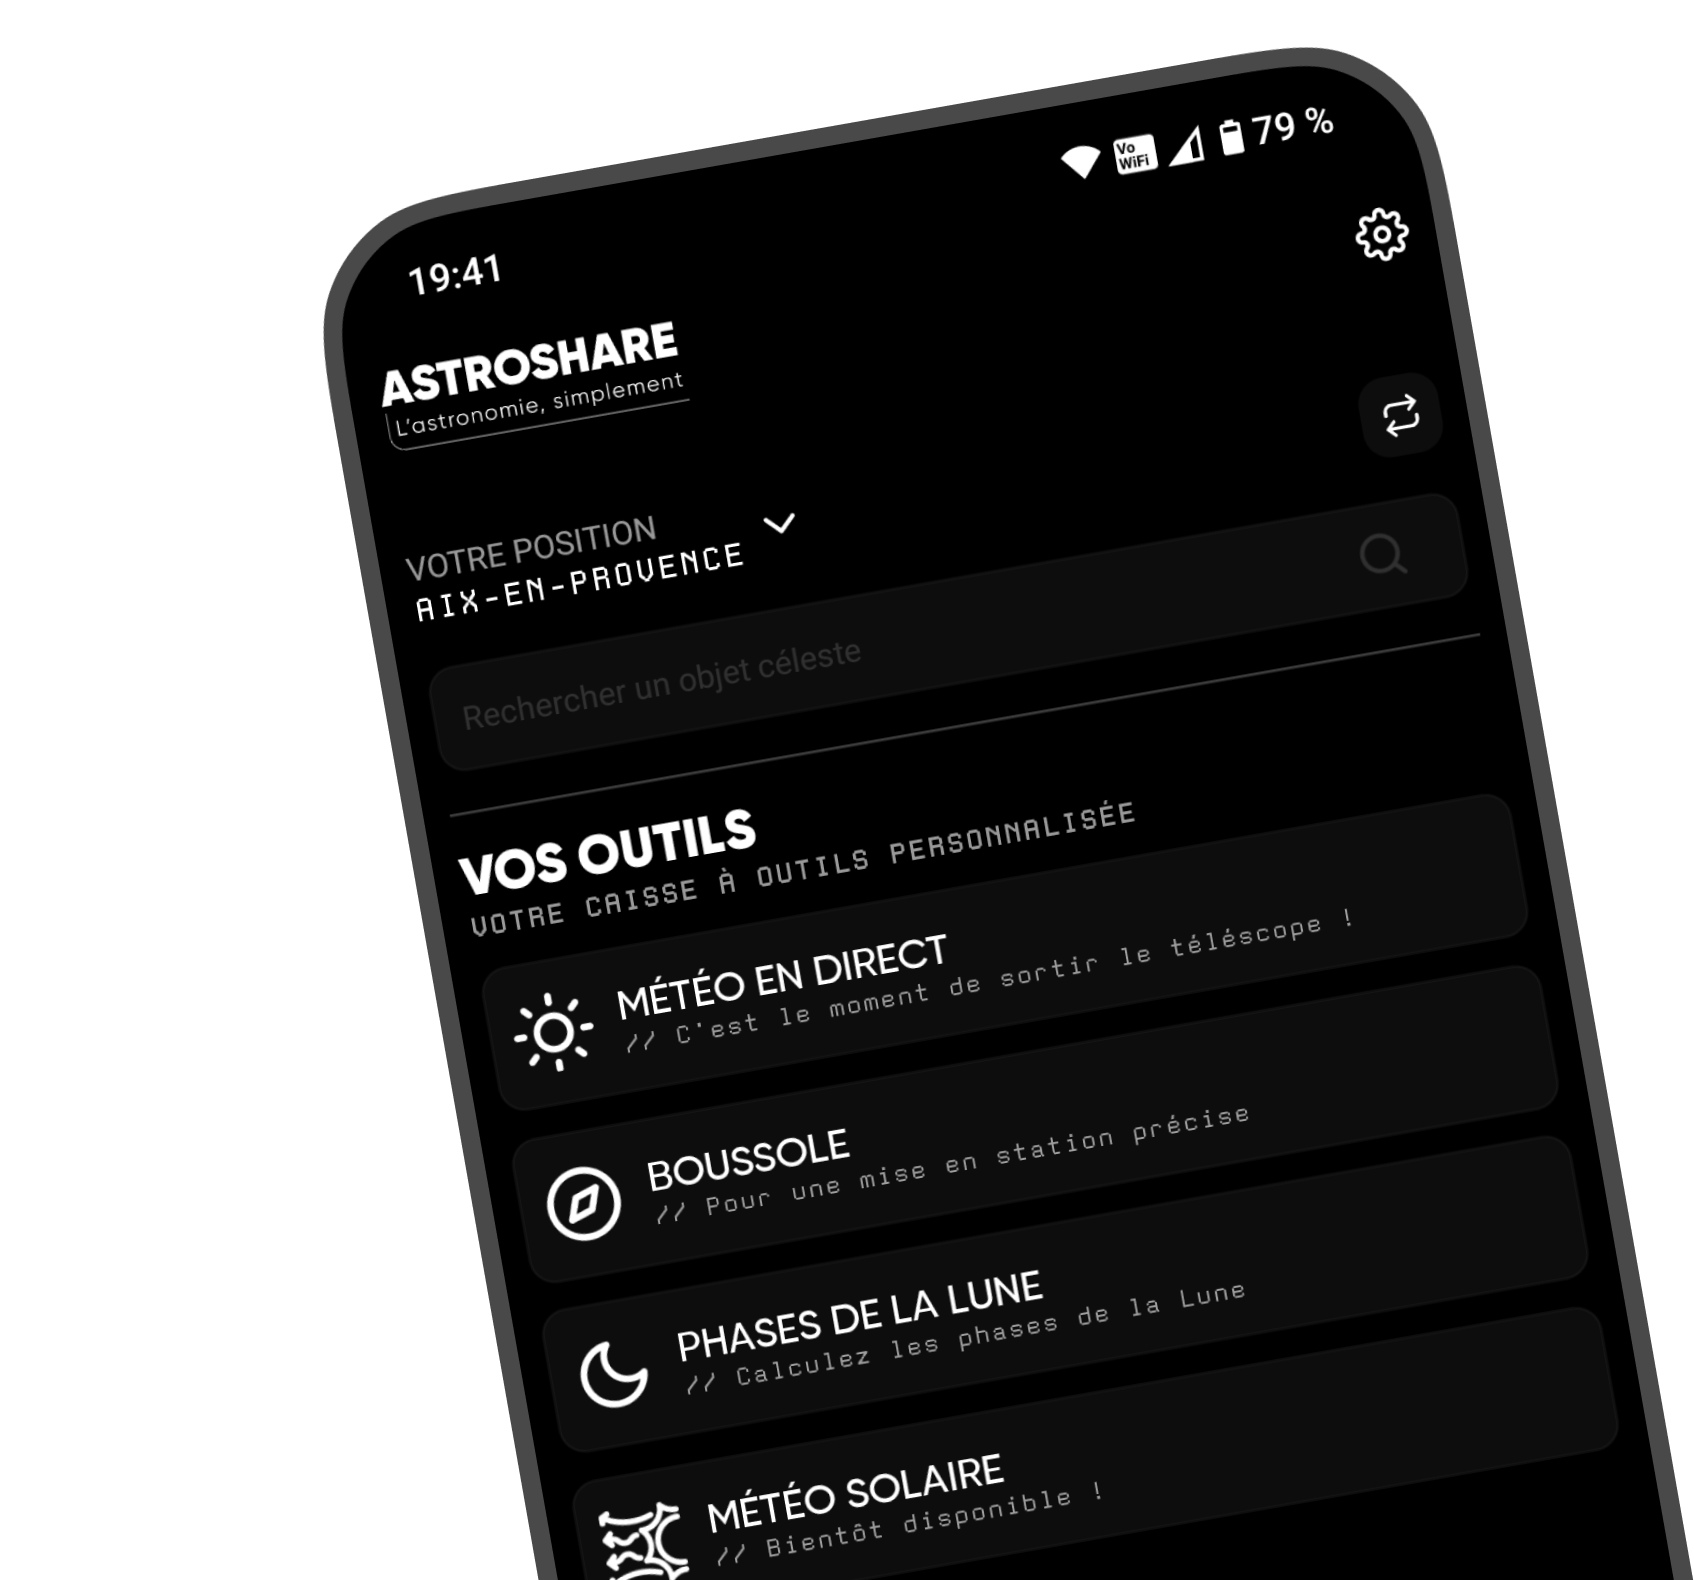 19:41
Vo
WiFi
79 %
ASTROSHARE
L'astronomie, simplement
VOTRE POSITION
AIX-EN-PROVENCE
Rechercher un objet céleste
VOS OUTILS
VOTRE CAISSE À OUTILS PERSONNALISÉE
MÉTÉO EN DIRECT
// C'est le moment de sortir le téléscope !
BOUSSOLE
// Pour une mise en station précise
PHASES DE LA LUNE
// Calculez les phases de la Lune
MÉTÉO SOLAIRE
// Bientôt disponible !